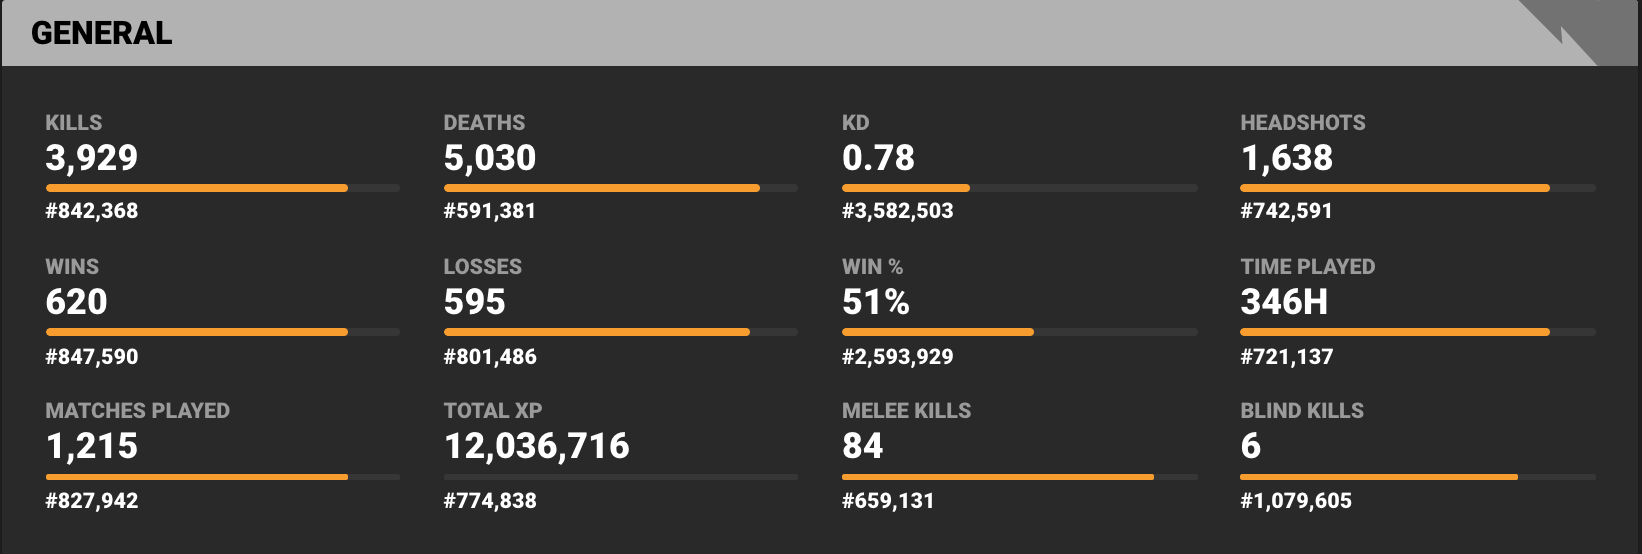 GENERAL
KILLS DEATHS KD HEADSHOTS
3,929 5,030 0.78 1,638
#842,368 #591,381 #3,582,503 #742,591
WINS LOSSES WIN % TIME PLAYED
620 595 51% 346H
#847,590 #801,486 #2,593,929 #721,137
MATCHES PLAYED TOTAL XP MELEE KILLS BLIND KILLS
1,215 12,036,716 84 6
#827,942 #774,838 #659,131 #1,079,605